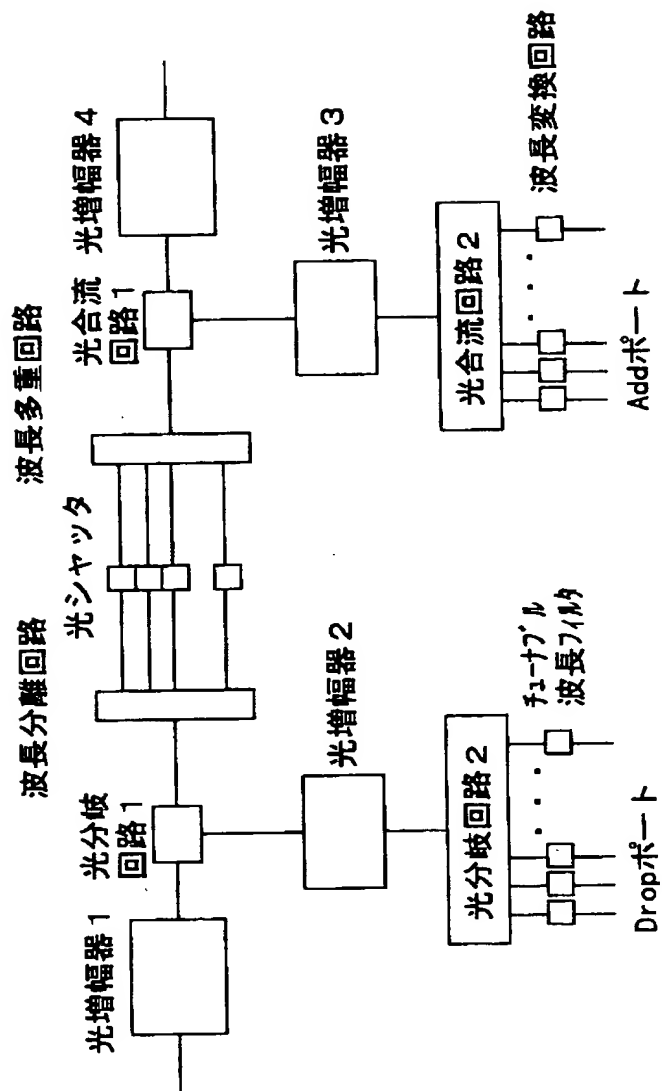 波長分離回路
光シャッタ
波長多重回路
光増幅器1
光分岐
回路1
光合流
回路1
光増幅器4
光増幅器2
光増幅器3
光分岐回路2
チューナブル
波長フィルタ
Dropポート
光合流回路2
波長変換回路
Addポート